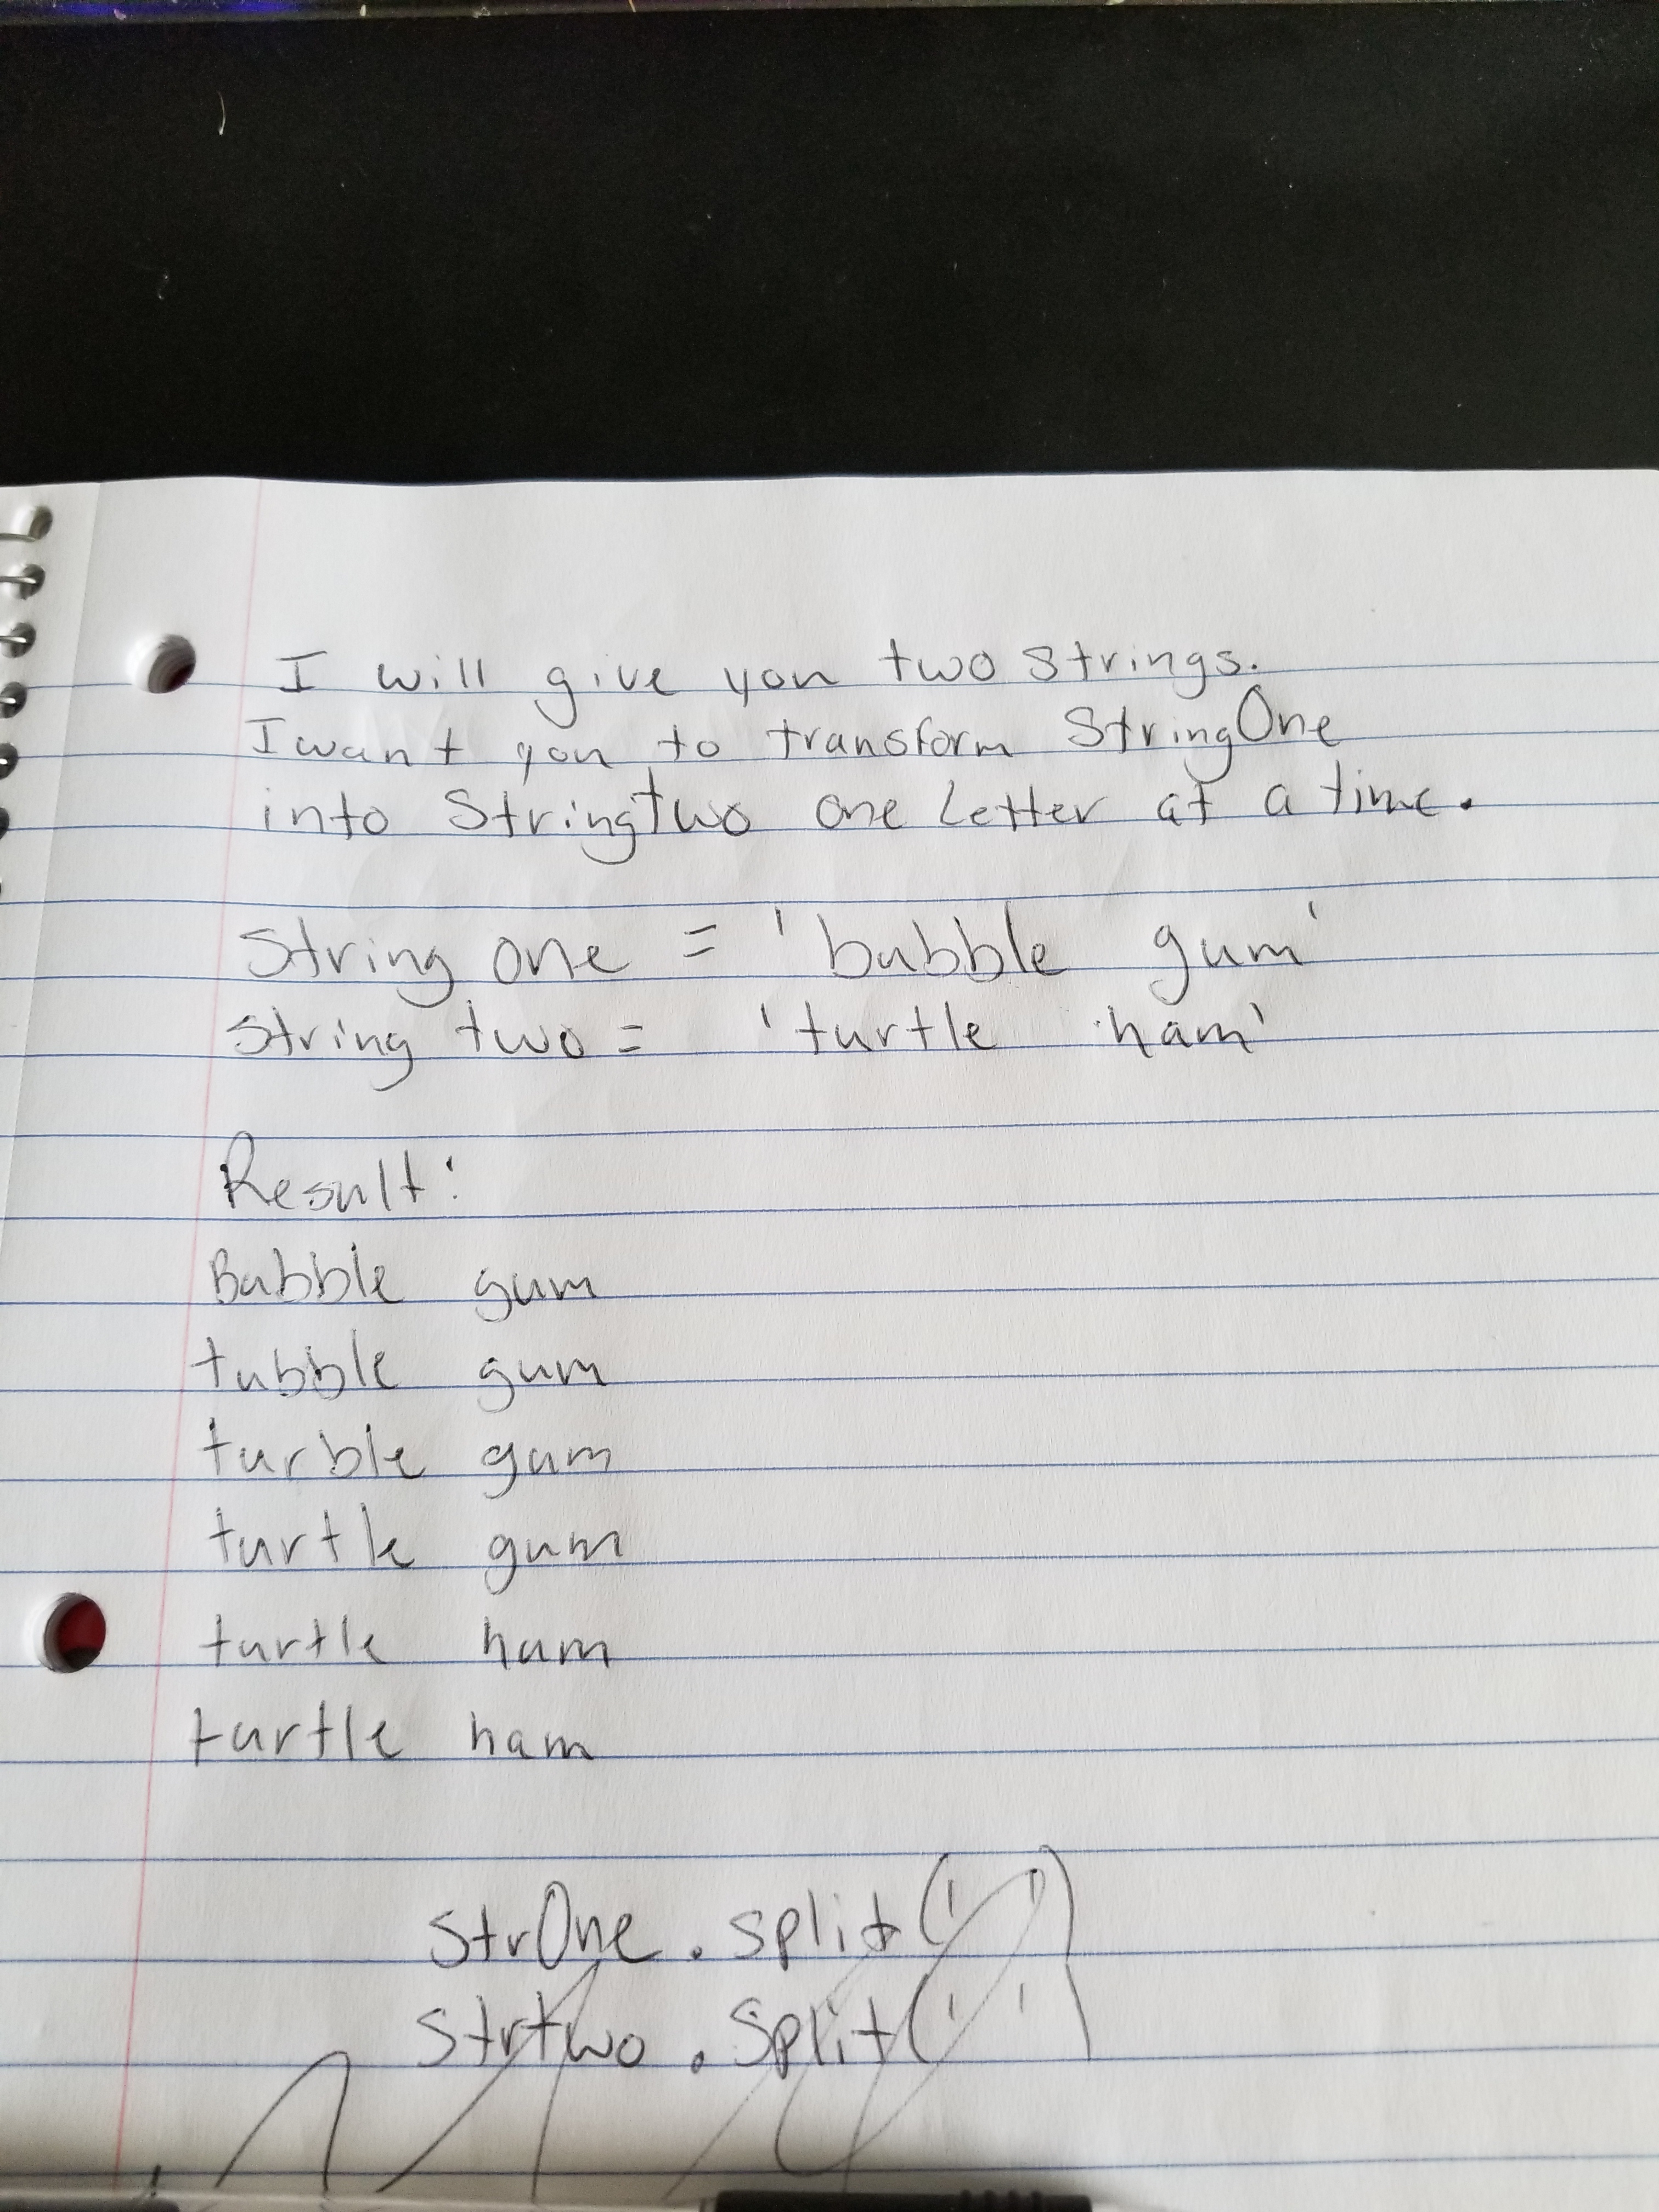 I will give you two strings.
I want you to transform StringOne
into Stringtwo one letter at a time.
String one = 'bubble gum'
String two = 'turtle ham'
Result:
Bubble gum
tubble gum
turble gum
turtle gum
turtle hum
turtle ham
strOne.split(' ')
Strtwo.Split(' '